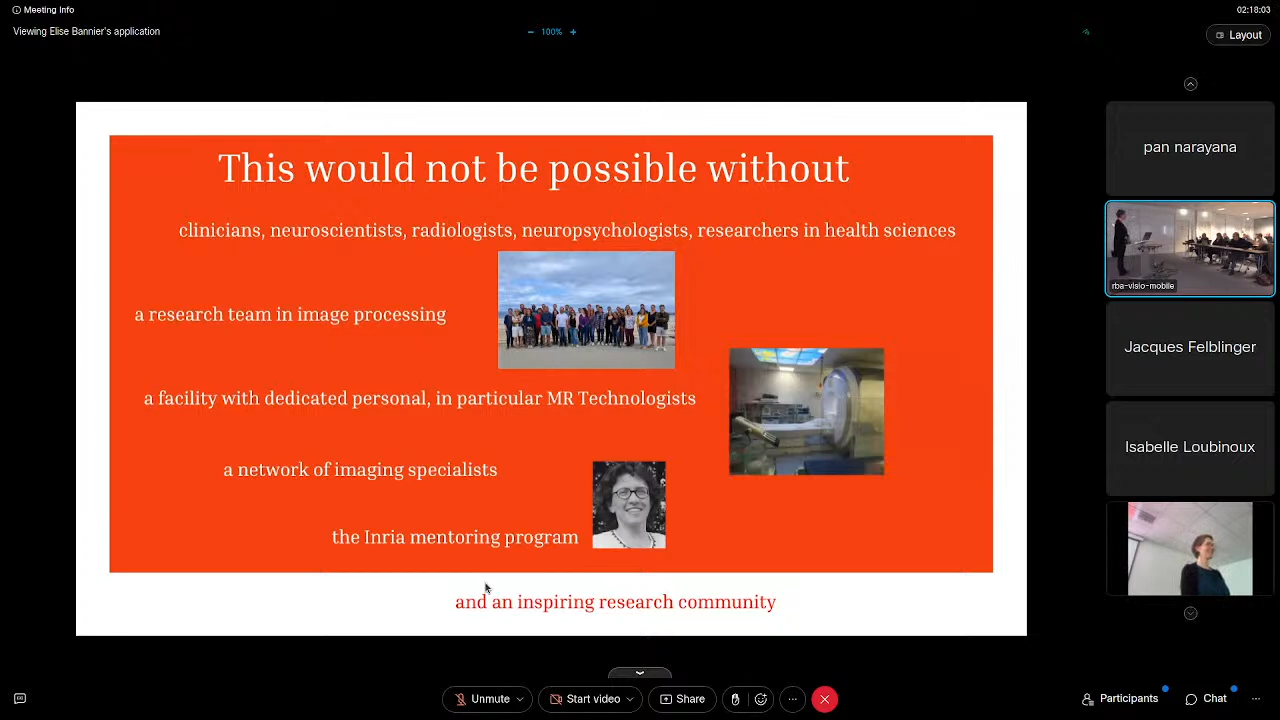 Meeting Info
02:18:03
Viewing Elise Bannier's application
100%
Layout
This would not be possible without
clinicians, neuroscientists, radiologists, neuropsychologists, researchers in health sciences
a research team in image processing
a facility with dedicated personal, in particular MR Technologists
a network of imaging specialists
the Inria mentoring program
and an inspiring research community
pan narayana
rba-visio-mobile
Jacques Felblinger
Isabelle Loubinoux
Unmute
Start video
Share
Participants
Chat